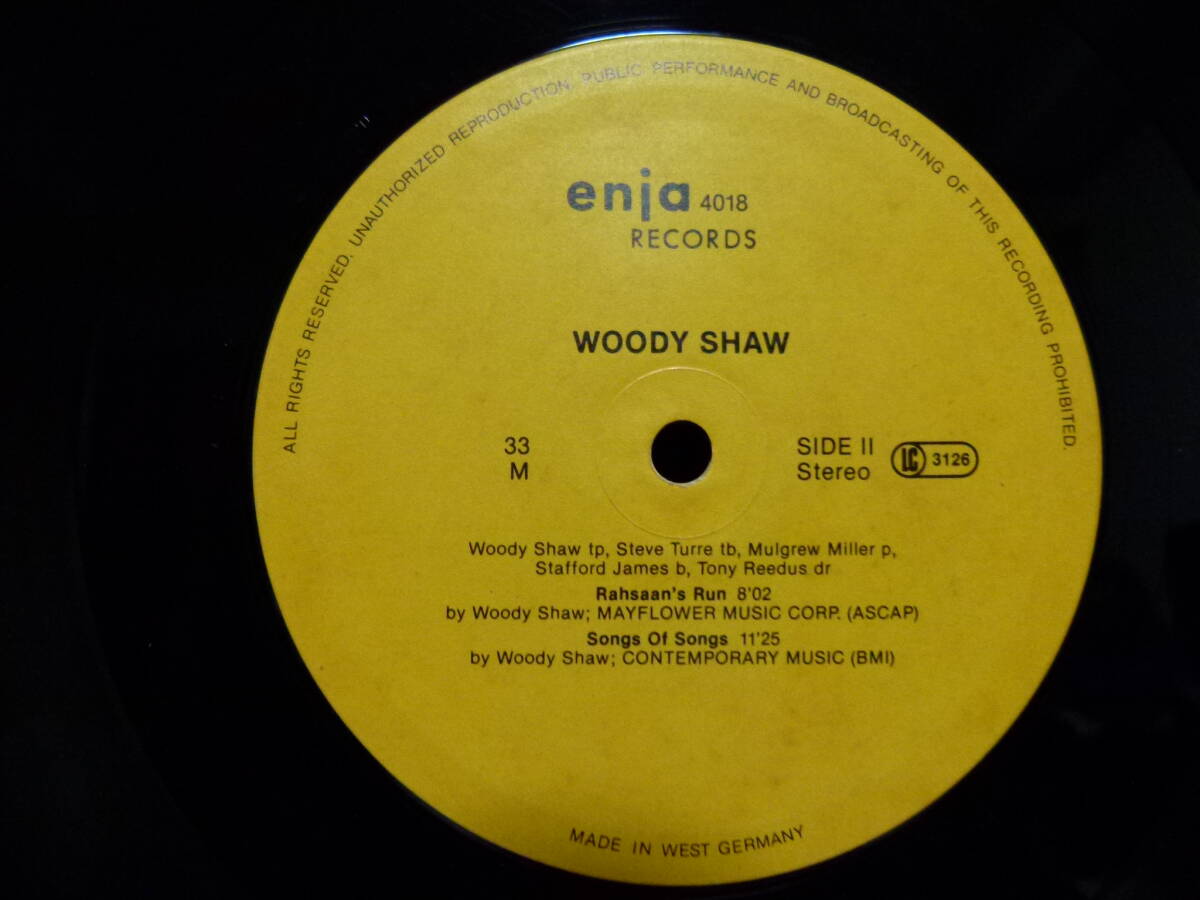 ALL RIGHTS RESERVED. UNAUTHORIZED REPRODUCTION, PUBLIC PERFORMANCE AND BROADCASTING OF THIS RECORDING PROHIBITED.
enja 4018
RECORDS
WOODY SHAW
33
M
SIDE II
Stereo
LC 3126
Woody Shaw tp, Steve Turre tb, Mulgrew Miller p,
Stafford James b, Tony Reedus dr
Rahsaan's Run 8'02
by Woody Shaw; MAYFLOWER MUSIC CORP. (ASCAP)
Songs Of Songs 11'25
by Woody Shaw; CONTEMPORARY MUSIC (BMI)
MADE IN WEST GERMANY